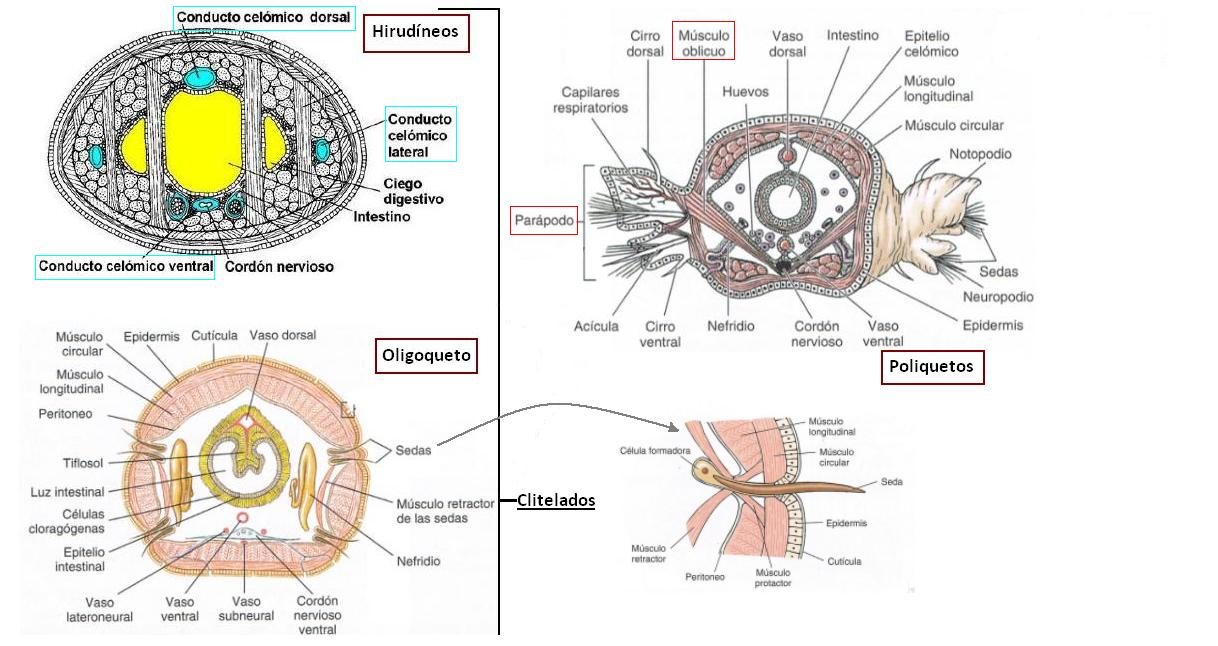 Conducto celómico dorsal
Hirudíneos
Conducto
celómico
lateral
Ciego
digestivo
Intestino
Conducto celómico ventral
Cordón nervioso
Cirro
dorsal
Músculo
oblicuo
Vaso
dorsal
Intestino
Epitelio
celómico
Capilares
respiratorios
Huevos
Músculo
longitudinal
Músculo circular
Notopodio
Parápodo
Sedas
Neuropodio
Acícula
Cirro
ventral
Nefridio
Cordón
nervioso
Vaso
ventral
Epidermis
Poliquetos
Músculo
circular
Epidermis
Cutícula
Vaso dorsal
Oligoqueto
Músculo
longitudinal
Peritoneo
Tiflosol
Luz intestinal
Células
cloragógenas
Epitelio
intestinal
Sedas
Músculo retractor
de las sedas
Nefridio
Vaso
lateroneural
Vaso
ventral
Vaso
subneural
Cordón
nervioso
ventral
Clitelados
Músculo
longitudinal
Célula formadora
Músculo
circular
Seda
Epidermis
Cutícula
Músculo
retractor
Peritoneo
Músculo
protactor